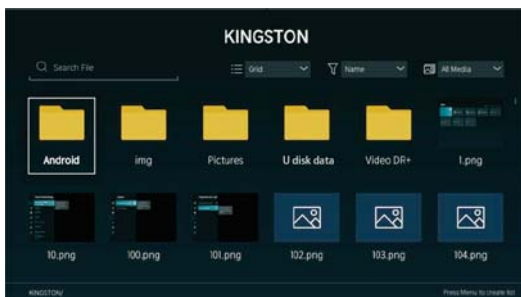 KINGSTON
Search File
Grid
Name
All Media
Android
img
Pictures
U disk data
Video DR+
1.png
10.png
100.png
101.png
102.png
103.png
104.png
KINGSTON/
Press Menu to create list